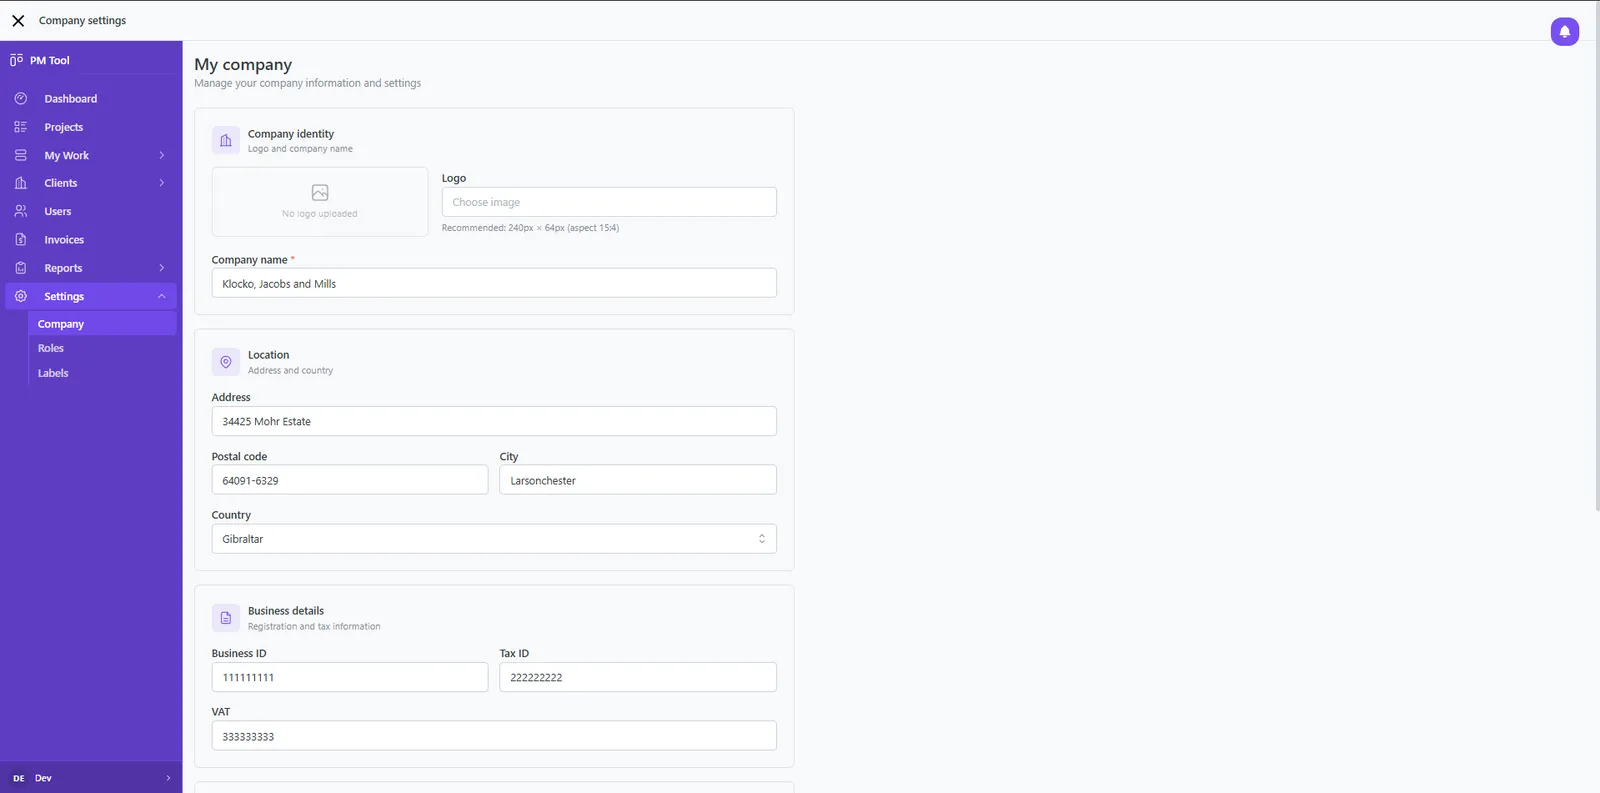 Company settings
PM Tool
Dashboard
Projects
My Work
Clients
Users
Invoices
Reports
Settings
Company
Roles
Labels
DE Dev
My company
Manage your company information and settings
Company identity
Logo and company name
No logo uploaded
Logo
Choose image
Recommended: 240px × 64px (aspect 15:4)
Company name *
Klocko, Jacobs and Mills
Location
Address and country
Address
34425 Mohr Estate
Postal code
64091-6329
City
Larsonchester
Country
Gibraltar
Business details
Registration and tax information
Business ID
111111111
Tax ID
222222222
VAT
333333333